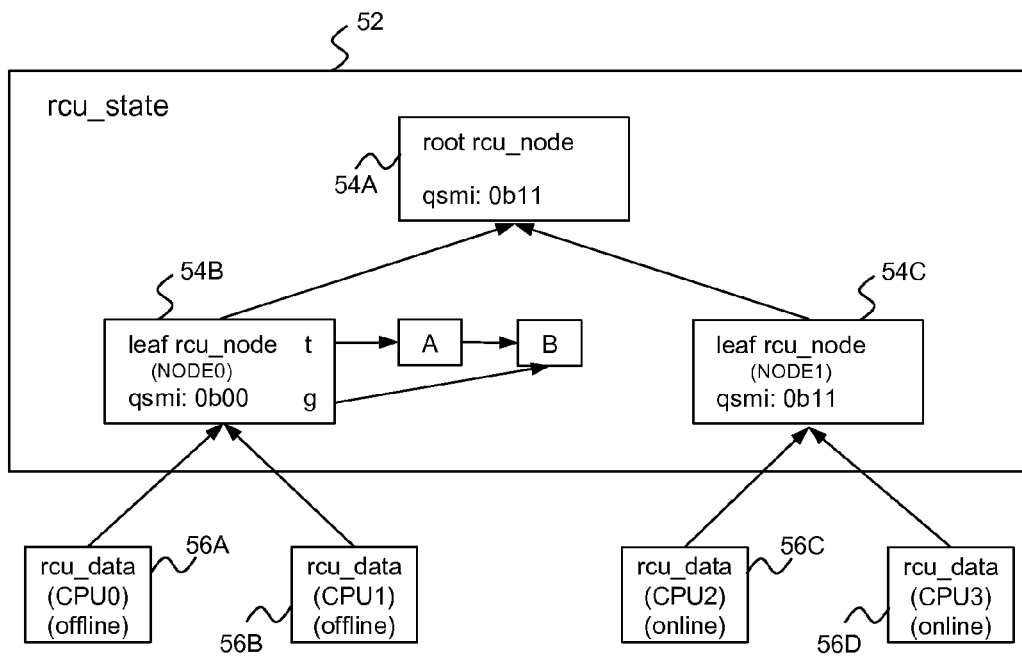 52
rcu_state
root rcu_node
54A
qsmi: 0b11
54B
54C
leaf rcu_node t
(NODE0)
qsmi: 0b00 g
A
B
leaf rcu_node
(NODE1)
qsmi: 0b11
56A
rcu_data
(CPU0)
(offline)
56B
rcu_data
(CPU1)
(offline)
56C
rcu_data
(CPU2)
(online)
56D
rcu_data
(CPU3)
(online)